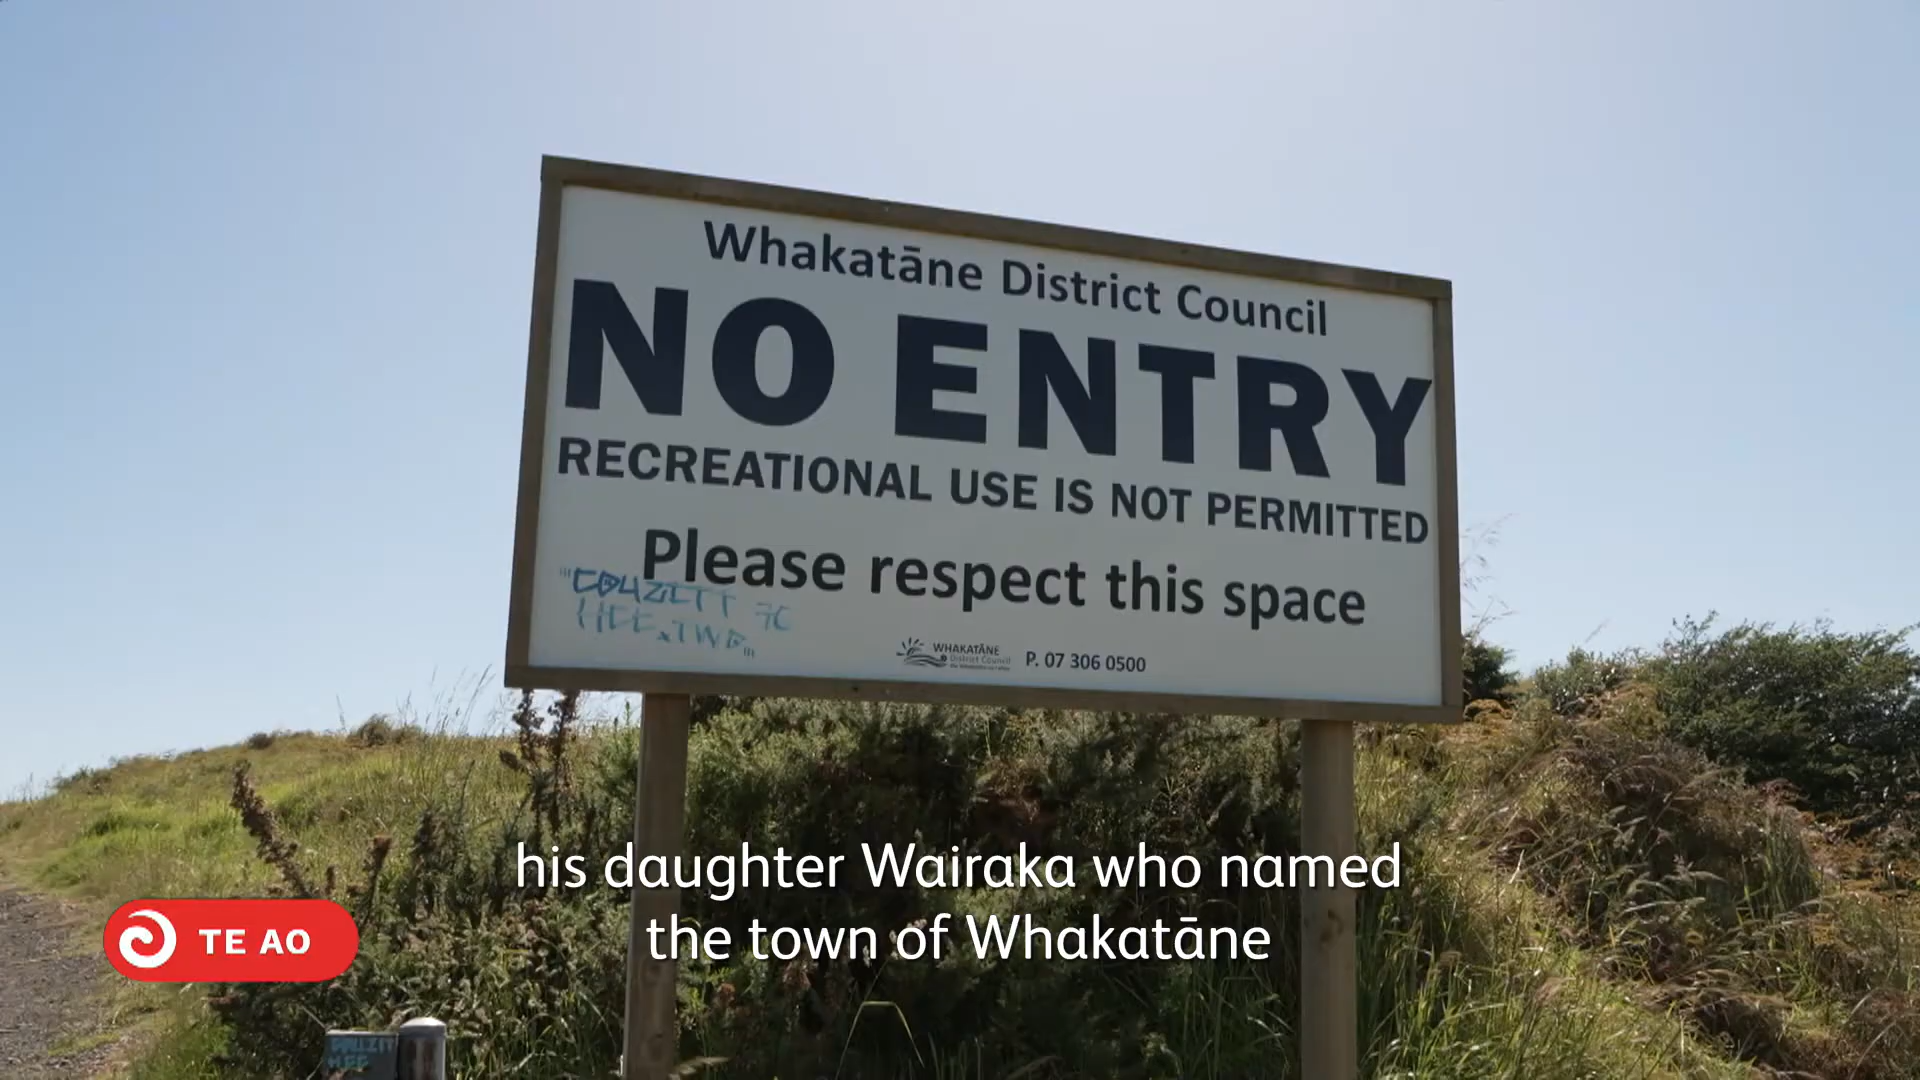 Whakatāne District Council
NO ENTRY
RECREATIONAL USE IS NOT PERMITTED
Please respect this space
WHAKATĀNE
District Council
P. 07 306 0500
his daughter Wairaka who named
the town of Whakatāne
TE AO